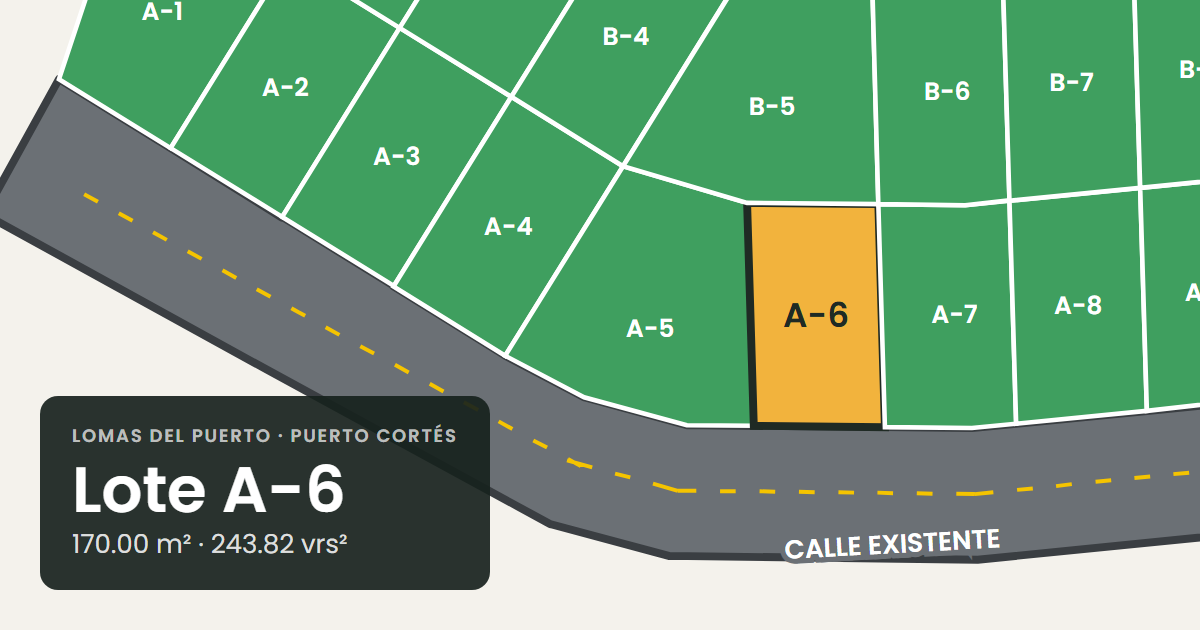 A-1
B-4
A-2
B-5
B-6
B-7
A-3
A-4
A-5
A-6
A-7
A-8
LOMAS DEL PUERTO · PUERTO CORTÉS
Lote A-6
170.00 m² · 243.82 vrs²
CALLE EXISTENTE